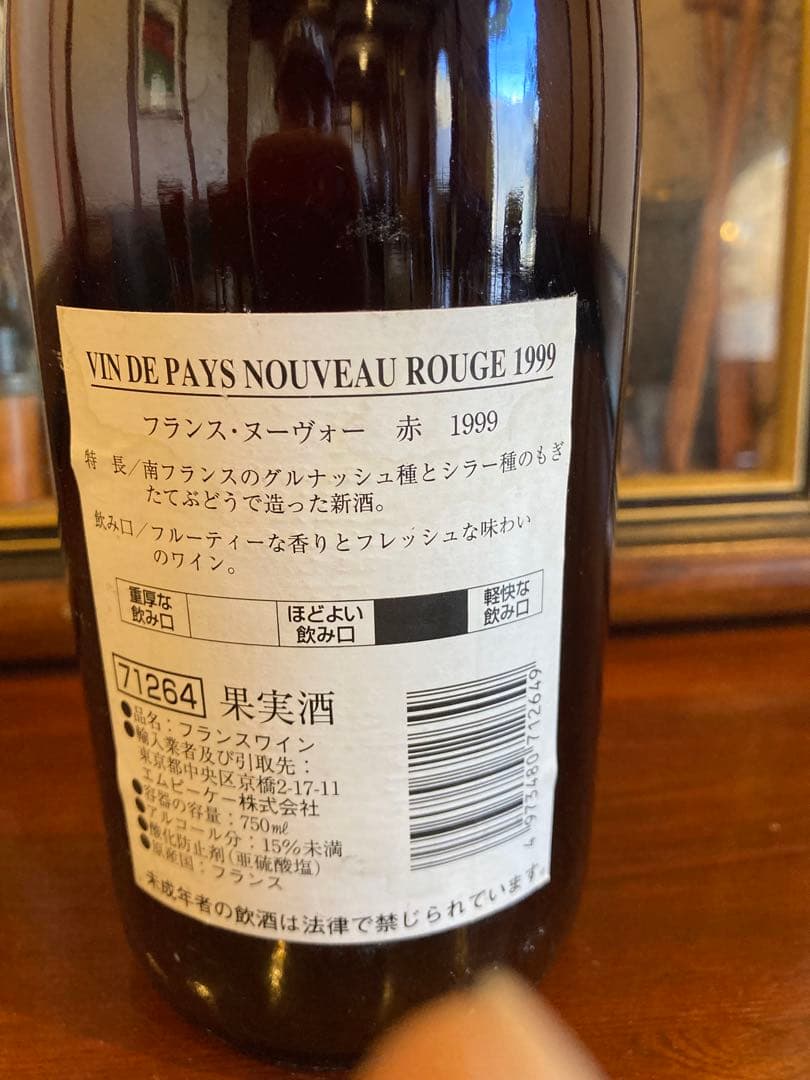 VIN DE PAYS NOUVEAU ROUGE 1999
フランス・ヌーヴォー 赤 1999
特 長/南フランスのグルナッシュ種とシラー種のもぎ
たてぶどうで造った新酒。
飲み口/フルーティーな香りとフレッシュな味わい
のワイン。
重厚な
飲み口
ほどよい
飲み口
軽快な
飲み口
71264 果実酒
●品名:フランスワイン
●輸入業者及び引取先:
東京都中央区京橋2-17-11
エムピーケー株式会社
●容器の容量:750㎖
●アルコール分:15%未満
●酸化防止剤(亜硫酸塩)
●原産国:フランス
4 973480 712649
未成年者の飲酒は法律で禁じられています。